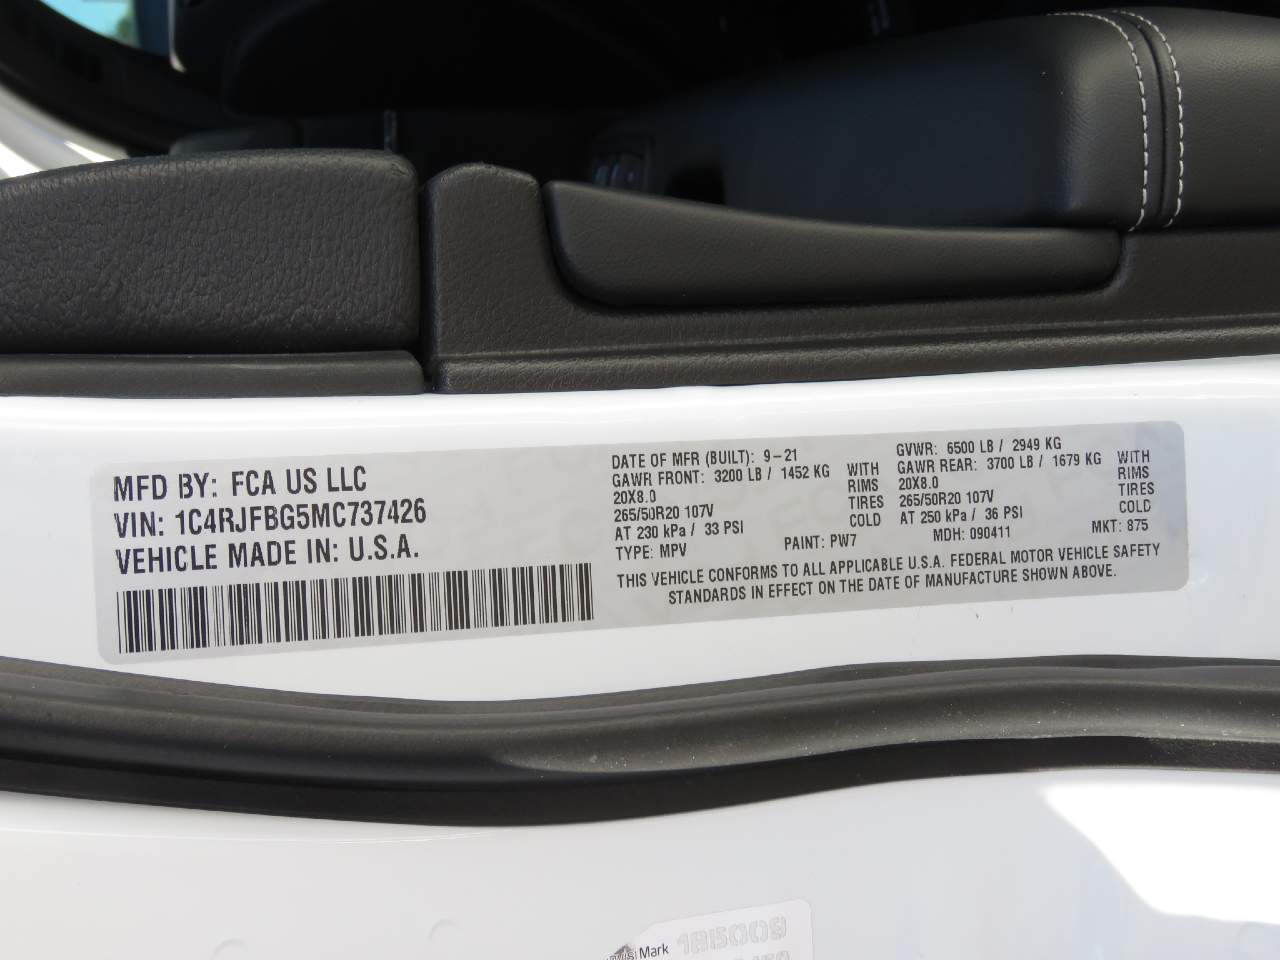 MFD BY: FCA US LLC
VIN: 1C4RJFBG5MC737426
VEHICLE MADE IN: U.S.A.
DATE OF MFR (BUILT): 9-21
GAWR FRONT: 3200 LB / 1452 KG WITH
20X8.0 RIMS
265/50R20 107V TIRES
AT 230 kPa / 33 PSI COLD
TYPE: MPV PAINT: PW7
GVWR: 6500 LB / 2949 KG
GAWR REAR: 3700 LB / 1679 KG WITH
20X8.0 RIMS
265/50R20 107V TIRES
AT 250 kPa / 36 PSI COLD
MDH: 090411 MKT: 875
THIS VEHICLE CONFORMS TO ALL APPLICABLE U.S.A. FEDERAL MOTOR VEHICLE SAFETY
STANDARDS IN EFFECT ON THE DATE OF MANUFACTURE SHOWN ABOVE.
Mark 185009